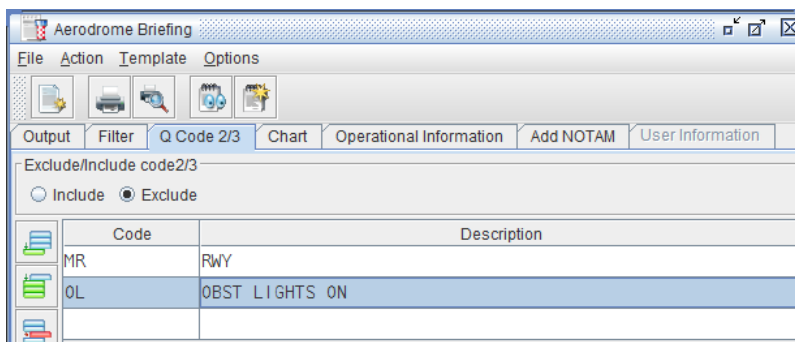 Aerodrome Briefing
File Action Template Options
Output Filter Q Code 2/3 Chart Operational Information Add NOTAM User Information
Exclude/Include code2/3
Include Exclude
Code Description
MR RWY
OL OBST LIGHTS ON